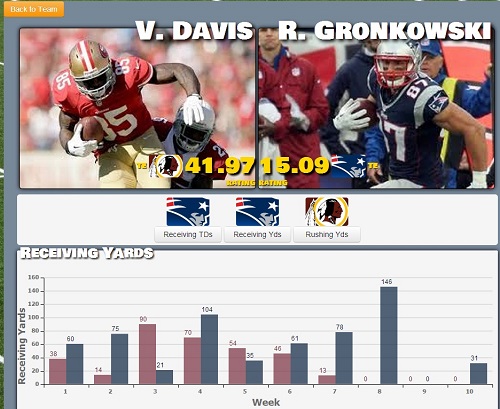 Back to Team
V. Davis
R. Gronkowski
85
85
87
TE 41.97 15.09 TE
RATING RATING
Receiving TDs
Receiving Yds
Rushing Yds
Receiving Yards
Receiving Yards
160
140
120
100
80
60
40
20
0
38 60 14 75 90 21 70 104 54 35 46 61 13 78 0 146 0 0 0 31
1 2 3 4 5 6 7 8 9 10
Week